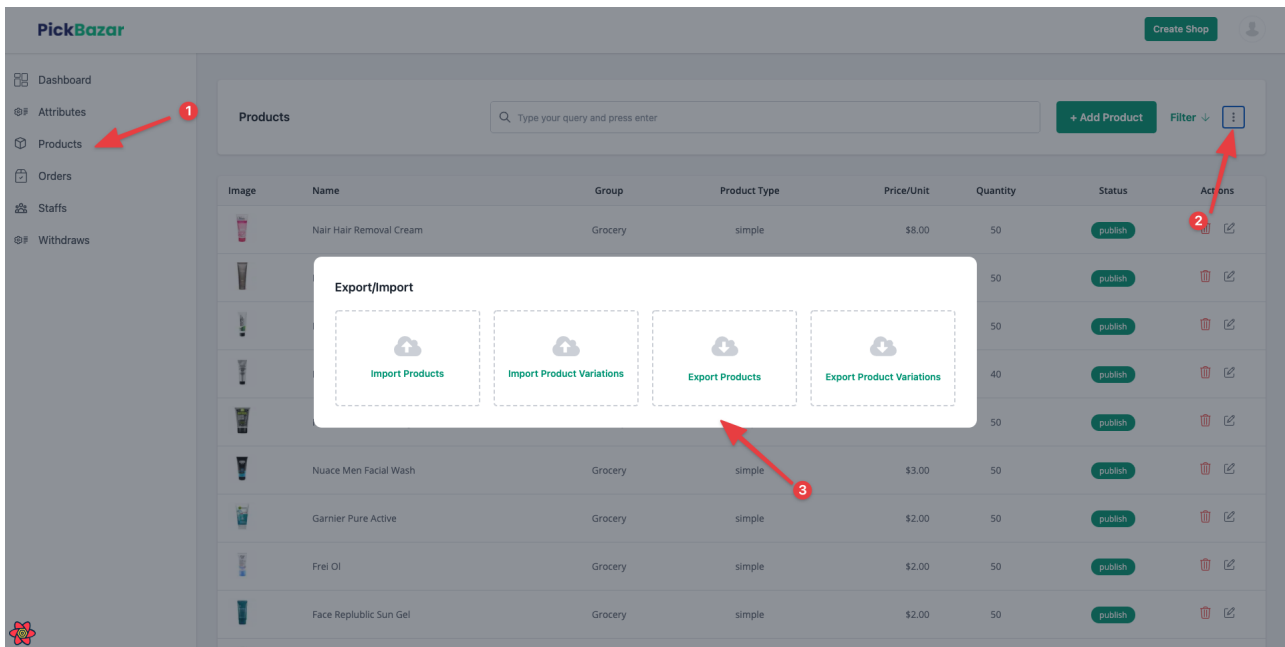 PickBazar
Create Shop
Dashboard
Attributes
1
Products
Orders
Staffs
Withdraws
Products
Type your query and press enter
+ Add Product
Filter
Image Name Group Product Type Price/Unit Quantity Status Actions
2
Nair Hair Removal Cream Grocery simple $8.00 50 publish
50 publish
50 publish
40 publish
50 publish
Export/Import
Import Products
Import Product Variations
Export Products
Export Product Variations
Nuace Men Facial Wash Grocery simple $3.00 50 publish
3
Garnier Pure Active Grocery simple $2.00 50 publish
Frei Ol Grocery simple $2.00 50 publish
Face Replublic Sun Gel Grocery simple $2.00 50 publish